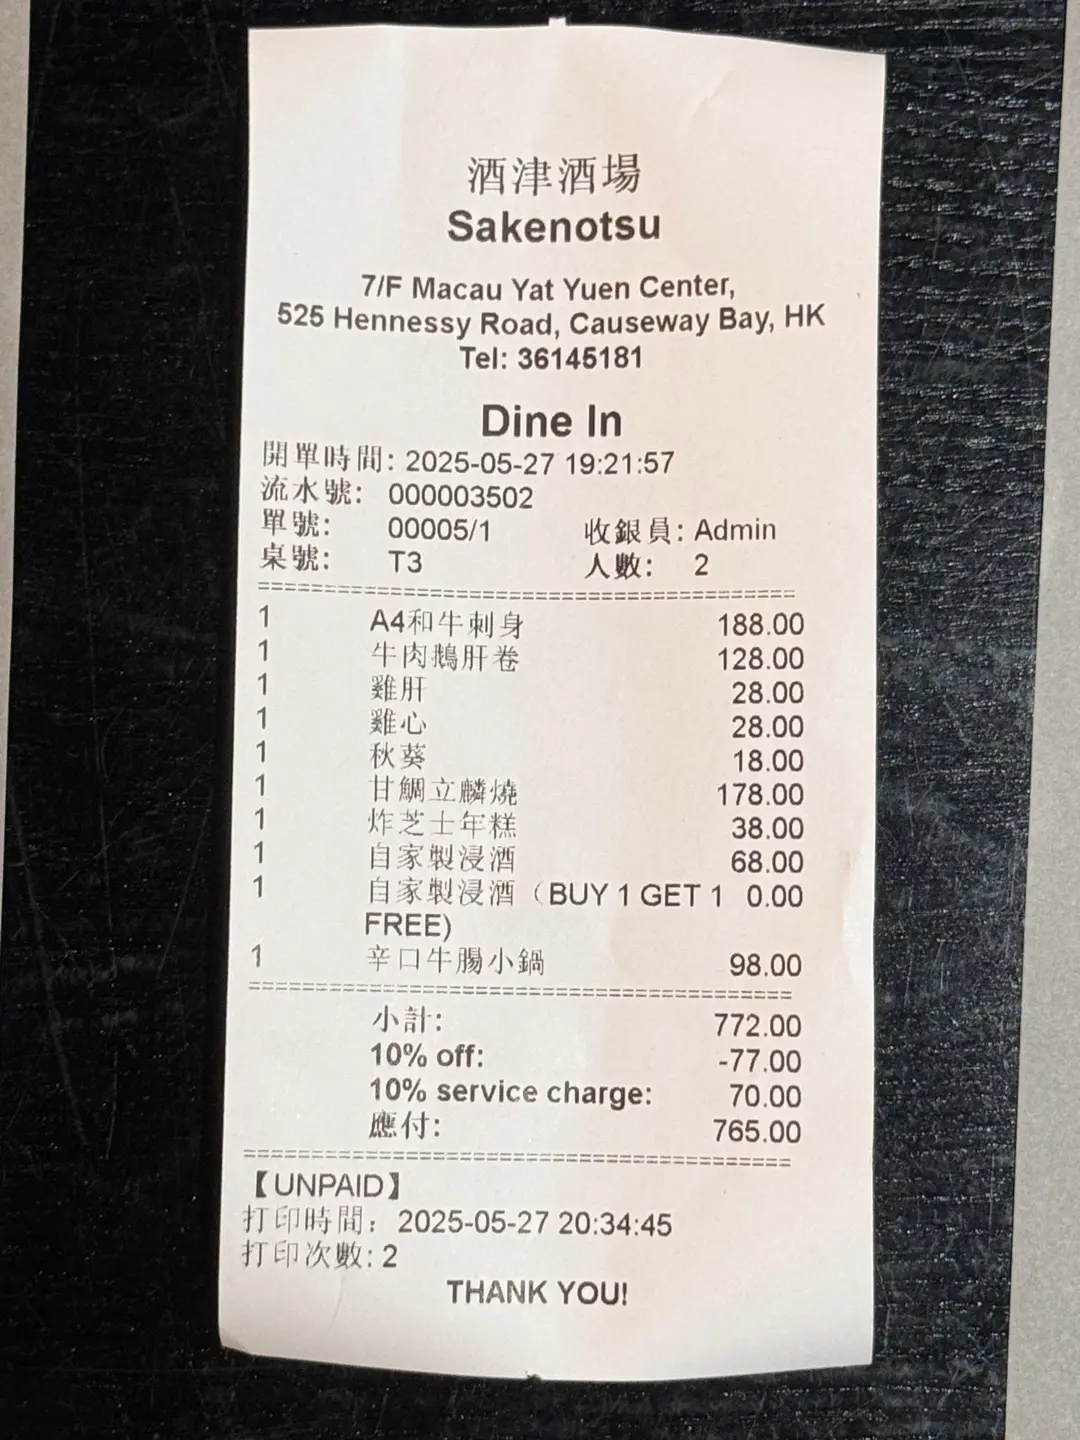 酒津酒場
Sakenotsu
7/F Macau Yat Yuen Center,
525 Hennessy Road, Causeway Bay, HK
Tel: 36145181
Dine In
開單時間: 2025-05-27 19:21:57
流水號: 000003502
單號: 00005/1 收銀員: Admin
桌號: T3 人數: 2
1 A4和牛刺身 188.00
1 牛肉鵝肝卷 128.00
1 雞肝 28.00
1 雞心 28.00
1 秋葵 18.00
1 甘鯛立鱗燒 178.00
1 炸芝士年糕 38.00
1 自家製浸酒 68.00
1 自家製浸酒（BUY 1 GET 1 0.00
FREE)
1 辛口牛腸小鍋 98.00
小計: 772.00
10% off: -77.00
10% service charge: 70.00
應付: 765.00
【UNPAID】
打印時間： 2025-05-27 20:34:45
打印次數: 2
THANK YOU!